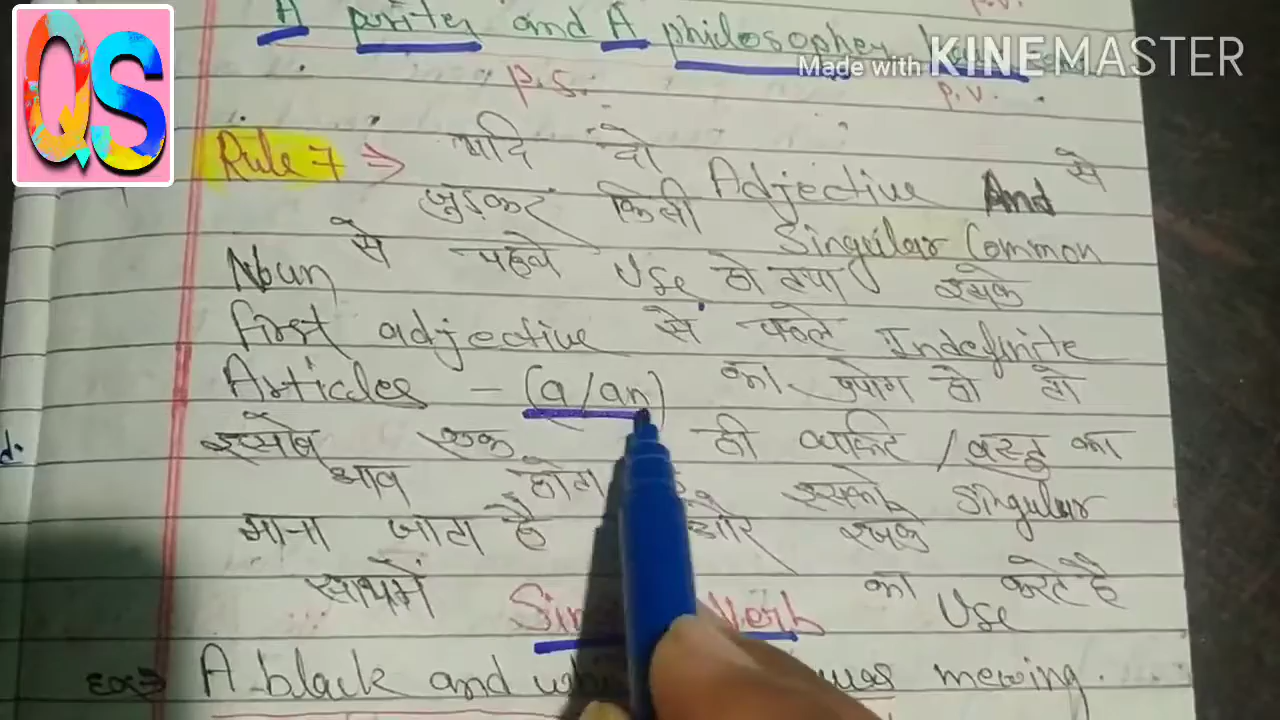 QS
A writer and A philosopher
Made with KINEMASTER
P.S. P.V.
Rule 7 ⇒ यदि दो Adjective And से
जुड़कर किसी Singular Common
Noun से पहले Use हो तथा इसके
first adjective से पहले Indefinite
Articles - (a/an) का प्रयोग हो तो
इससे एक ही व्यक्ति / वस्तु का
भाव होता इसको Singular
माना जाता है और इसके
साथमें Verb का Use करते है
Ex⇒ A black and was mewing.